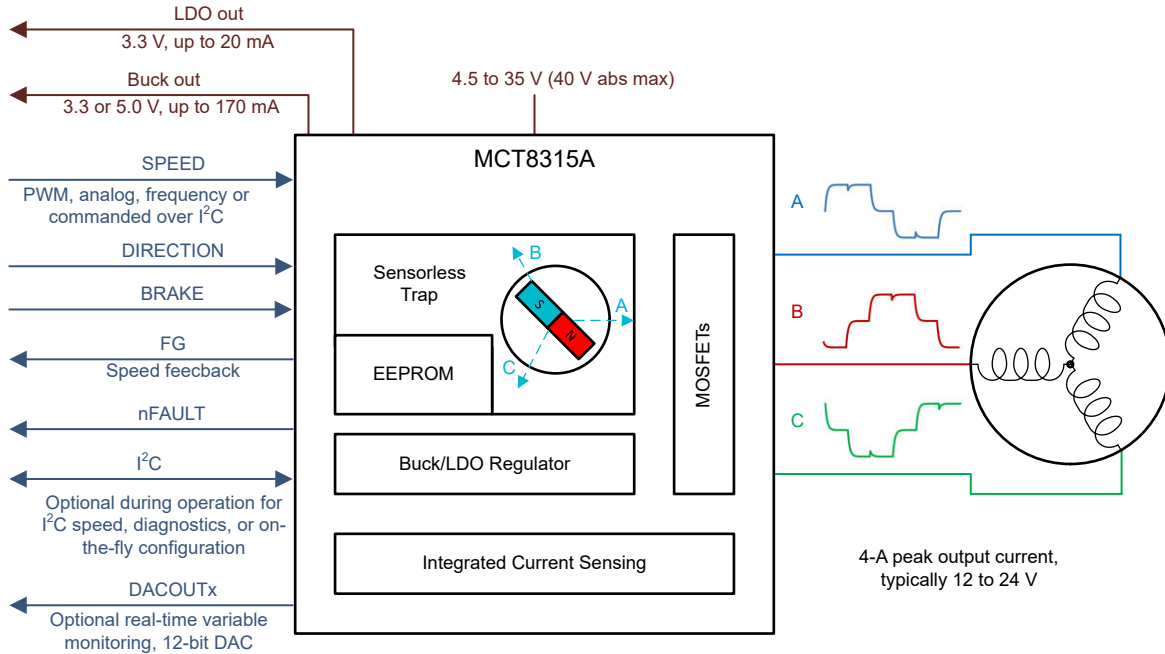 LDO out
3.3 V, up to 20 mA
Buck out
3.3 or 5.0 V, up to 170 mA
4.5 to 35 V (40 V abs max)
MCT8315A
SPEED
PWM, analog, frequency or
commanded over I²C
DIRECTION
BRAKE
FG
Speed feecback
nFAULT
I²C
Optional during operation for
I²C speed, diagnostics, or on-
the-fly configuration
DACOUTx
Optional real-time variable
monitoring, 12-bit DAC
Sensorless
Trap
EEPROM
B
A
C
S
N
MOSFETs
Buck/LDO Regulator
Integrated Current Sensing
A
B
C
4-A peak output current,
typically 12 to 24 V